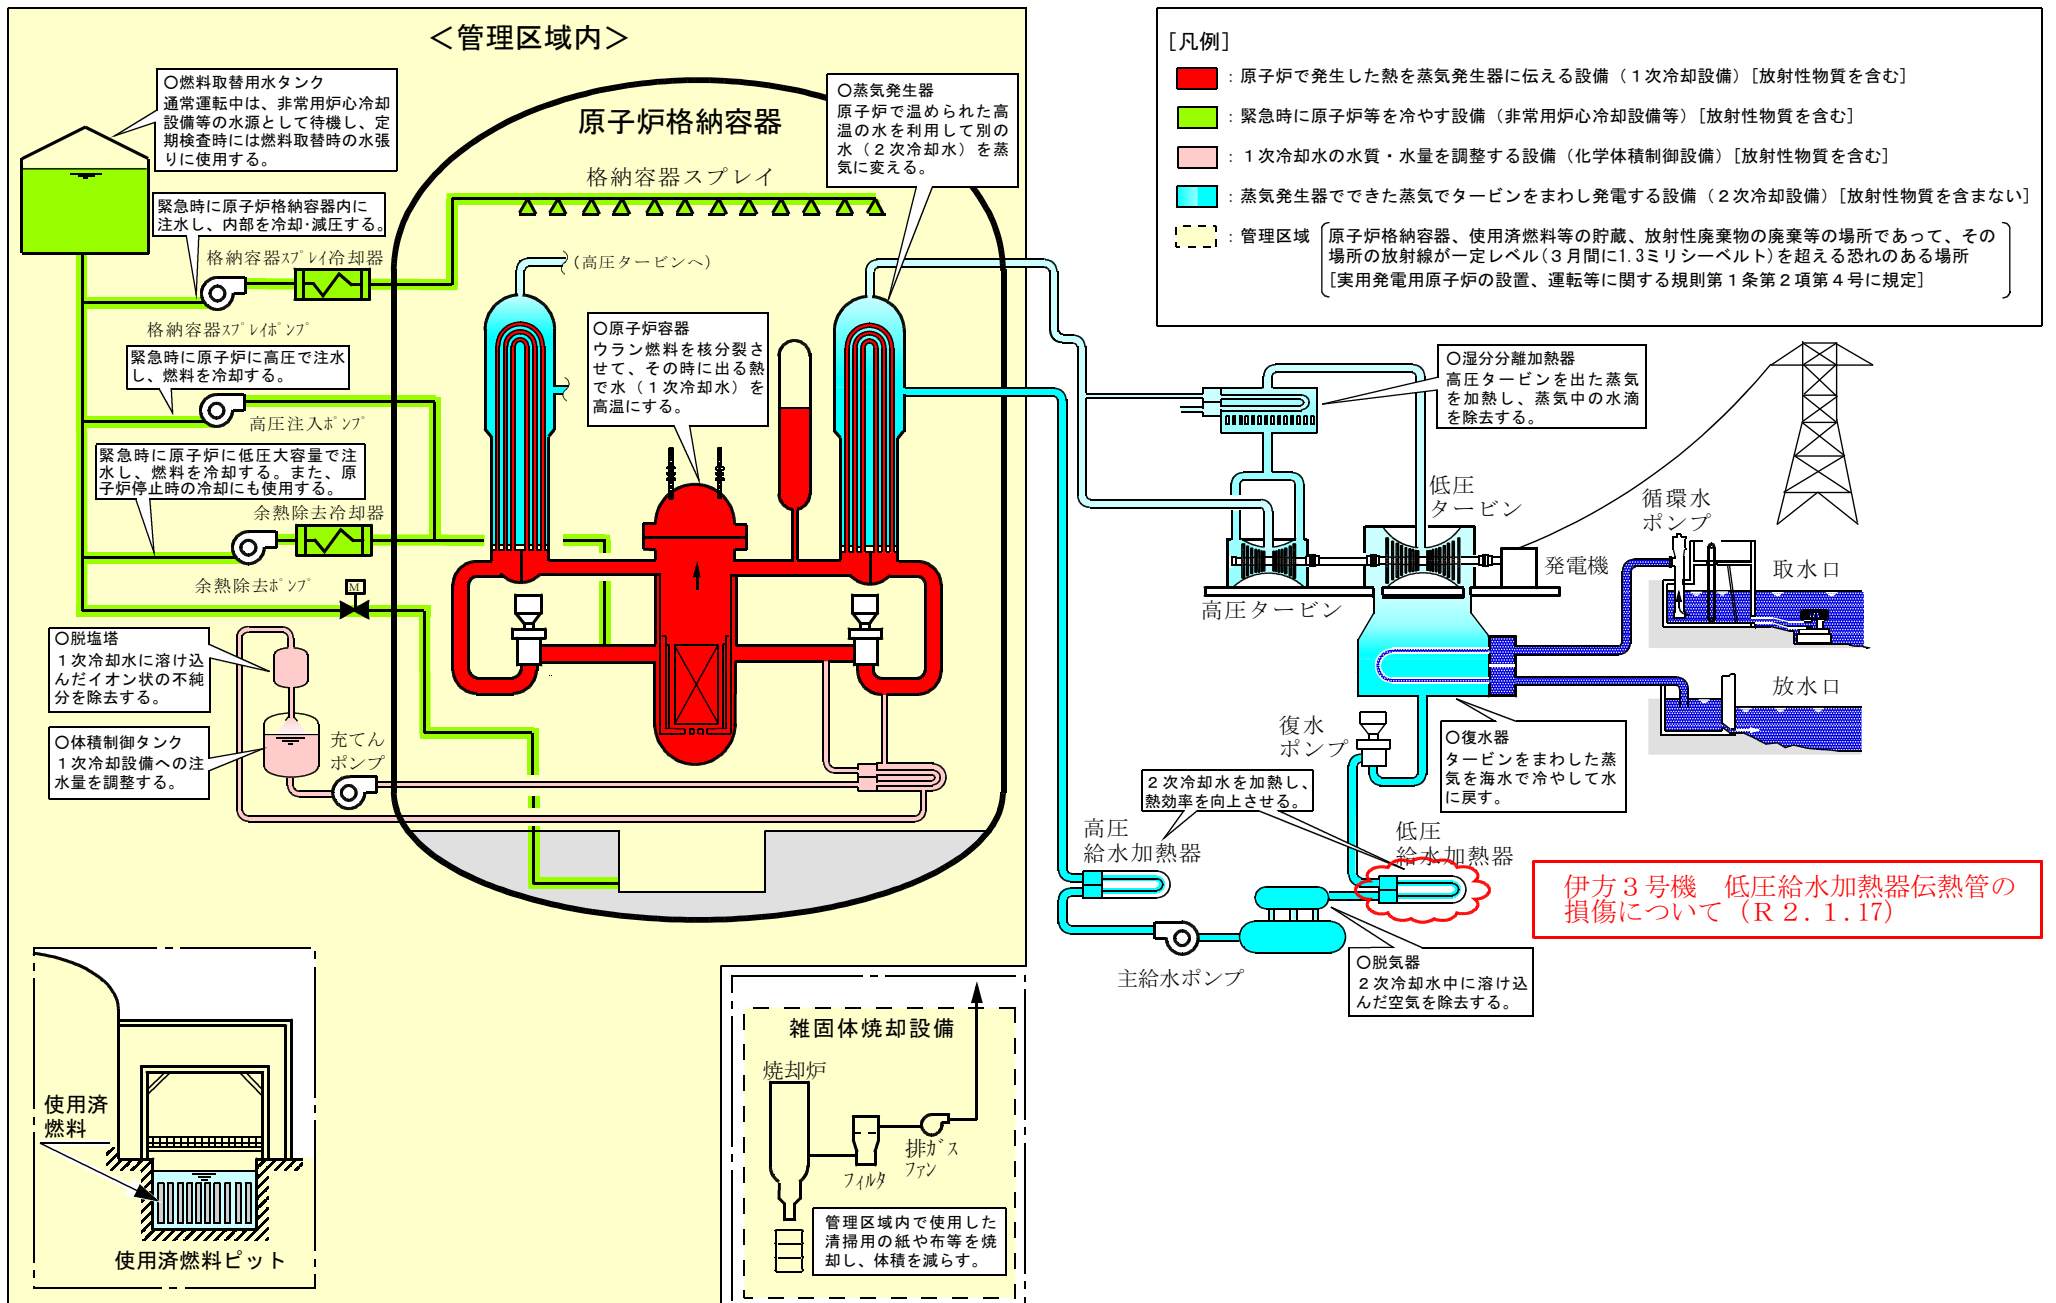 ＜管理区域内＞
○燃料取替用水タンク
通常運転中は、非常用炉心冷却
設備等の水源として待機し、定
期検査時には燃料取替時の水張
りに使用する。
緊急時に原子炉格納容器内に
注水し、内部を冷却・減圧する。
格納容器ｽﾌﾟﾚｲ冷却器
格納容器ｽﾌﾟﾚｲﾎﾟﾝﾌﾟ
緊急時に原子炉に高圧で注水
し、燃料を冷却する。
高圧注入ﾎﾟﾝﾌﾟ
緊急時に原子炉に低圧大容量で注
水し、燃料を冷却する。また、原
子炉停止時の冷却にも使用する。
余熱除去冷却器
余熱除去ﾎﾟﾝﾌﾟ
M
○脱塩塔
１次冷却水に溶け込
んだイオン状の不純
分を除去する。
○体積制御タンク
１次冷却設備への注
水量を調整する。
充てん
ポンプ
原子炉格納容器
格納容器スプレイ
（高圧タービンへ）
○蒸気発生器
原子炉で温められた高
温の水を利用して別の
水（２次冷却水）を蒸
気に変える。
○原子炉容器
ウラン燃料を核分裂さ
せて、その時に出る熱
で水（１次冷却水）を
高温にする。
［凡例］
：原子炉で発生した熱を蒸気発生器に伝える設備（１次冷却設備）［放射性物質を含む］
：緊急時に原子炉等を冷やす設備（非常用炉心冷却設備等）［放射性物質を含む］
：１次冷却水の水質・水量を調整する設備（化学体積制御設備）［放射性物質を含む］
：蒸気発生器でできた蒸気でタービンをまわし発電する設備（２次冷却設備）［放射性物質を含まない］
：管理区域
原子炉格納容器、使用済燃料等の貯蔵、放射性廃棄物の廃棄等の場所であって、その
場所の放射線が一定レベル(３月間に1.3ミリシーベルト)を超える恐れのある場所
［実用発電用原子炉の設置、運転等に関する規則第１条第２項第４号に規定］
○湿分分離加熱器
高圧タービンを出た蒸気
を加熱し、蒸気中の水滴
を除去する。
低圧
タービン
高圧タービン
発電機
循環水
ポンプ
取水口
放水口
復水
ポンプ
○復水器
タービンをまわした蒸
気を海水で冷やして水
に戻す。
２次冷却水を加熱し、
熱効率を向上させる。
高圧
給水加熱器
低圧
給水加熱器
主給水ポンプ
○脱気器
２次冷却水中に溶け込
んだ空気を除去する。
伊方３号機　低圧給水加熱器伝熱管の
損傷について（Ｒ２.１.17）
使用済
燃料
使用済燃料ピット
雑固体焼却設備
焼却炉
ﾌｨﾙﾀ
排ｶﾞｽ
ﾌｧﾝ
管理区域内で使用した
清掃用の紙や布等を焼
却し、体積を減らす。